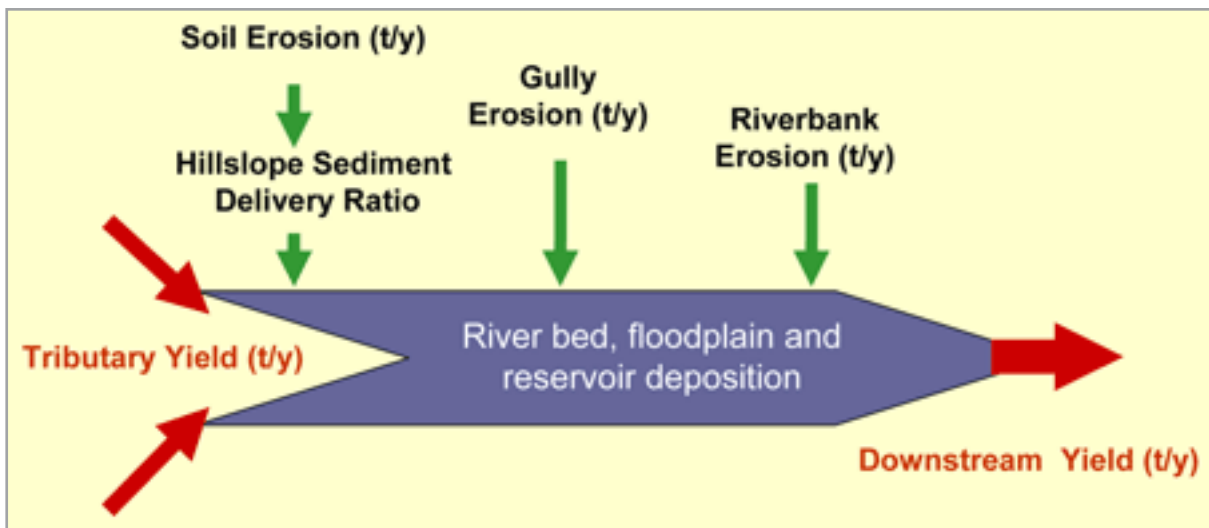 Soil Erosion (t/y)
Gully
Erosion (t/y)
Riverbank
Erosion (t/y)
Hillslope Sediment
Delivery Ratio
Tributary Yield (t/y)
River bed, floodplain and
reservoir deposition
Downstream Yield (t/y)